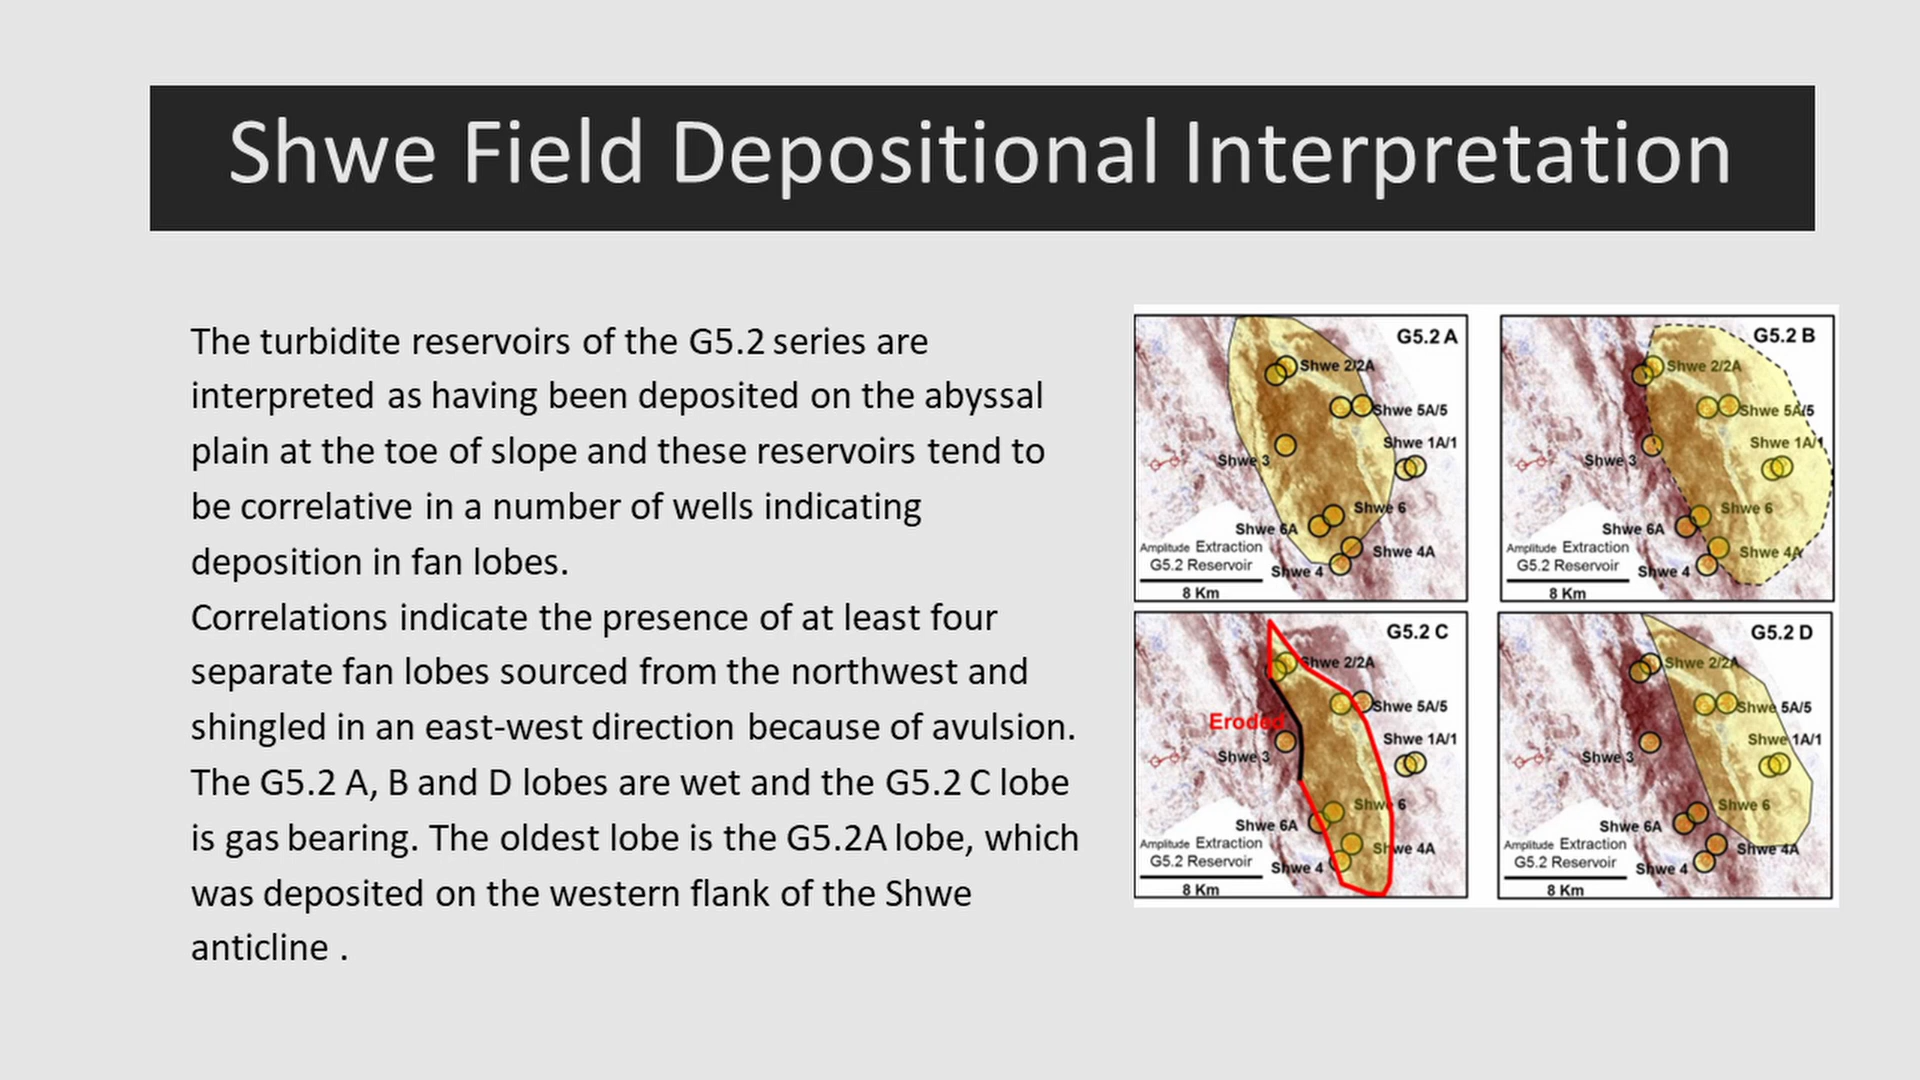 Shwe Field Depositional Interpretation
The turbidite reservoirs of the G5.2 series are
interpreted as having been deposited on the abyssal
plain at the toe of slope and these reservoirs tend to
be correlative in a number of wells indicating
deposition in fan lobes.
Correlations indicate the presence of at least four
separate fan lobes sourced from the northwest and
shingled in an east-west direction because of avulsion.
The G5.2 A, B and D lobes are wet and the G5.2 C lobe
is gas bearing. The oldest lobe is the G5.2A lobe, which
was deposited on the western flank of the Shwe
anticline .
G5.2 A
Shwe 2/2A
Shwe 5A/5
Shwe 1A/1
Shwe 3
Shwe 6
Shwe 6A
Amplitude Extraction
Shwe 4A
G5.2 Reservoir
Shwe 4
8 Km
G5.2 B
Shwe 2/2A
Shwe 5A/5
Shwe 1A/1
Shwe 3
Shwe 6
Shwe 6A
Amplitude Extraction
Shwe 4A
G5.2 Reservoir
Shwe 4
8 Km
G5.2 C
Shwe 2/2A
Shwe 5A/5
Eroded
Shwe 1A/1
Shwe 3
Shwe 6
Shwe 6A
Amplitude Extraction
Shwe 4A
G5.2 Reservoir
Shwe 4
8 Km
G5.2 D
Shwe 2/2A
Shwe 5A/5
Shwe 1A/1
Shwe 3
Shwe 6
Shwe 6A
Amplitude Extraction
Shwe 4A
G5.2 Reservoir
Shwe 4
8 Km